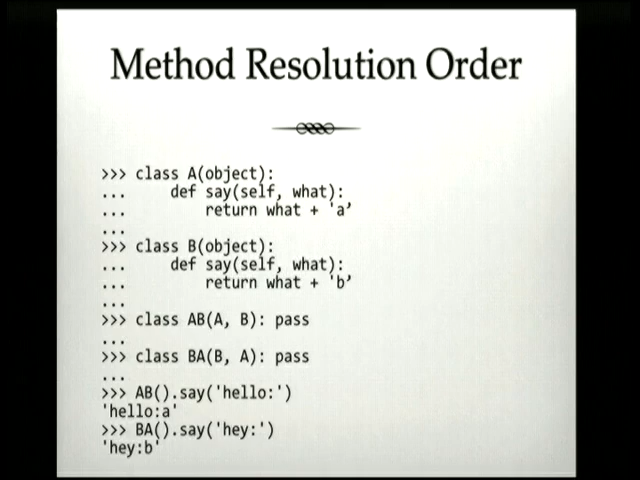 Method Resolution Order
>>> class A(object):
...     def say(self, what):
...         return what + 'a’
...
>>> class B(object):
...     def say(self, what):
...         return what + 'b’
...
>>> class AB(A, B): pass
...
>>> class BA(B, A): pass
...
>>> AB().say('hello:')
'hello:a'
>>> BA().say('hey:')
'hey:b'